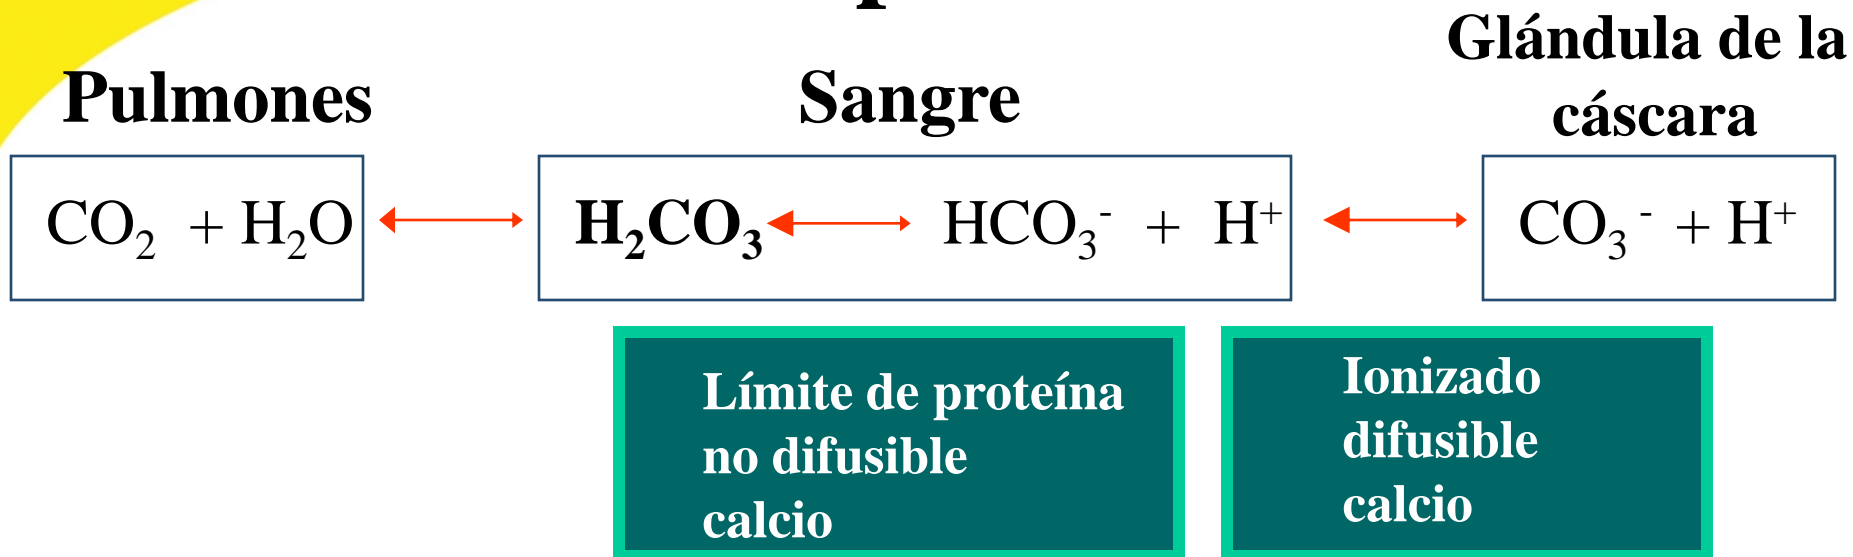 Pulmones
Sangre
Glándula de la
cáscara
CO₂ + H₂O
H₂CO₃ HCO₃⁻ + H⁺
CO₃⁻ + H⁺
Límite de proteína
no difusible
calcio
Ionizado
difusible
calcio